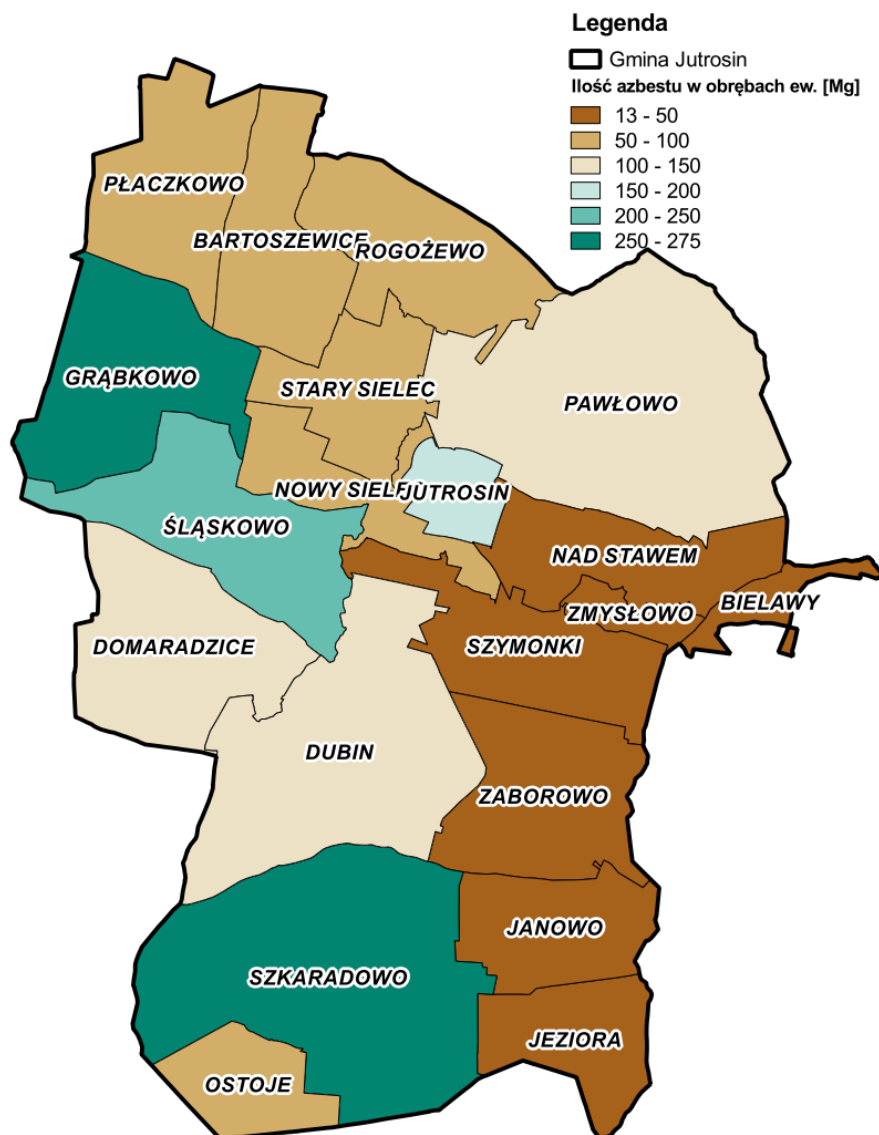 Legenda
Gmina Jutrosin
Ilość azbestu w obrębach ew. [Mg]
13 - 50
50 - 100
100 - 150
150 - 200
200 - 250
250 - 275
PŁACZKOWO
BARTOSZEWICE
ROGOŻEWO
GRĄBKOWO
STARY SIELEC
PAWŁOWO
NOWY SIELE
JUTROSIN
ŚLĄSKOWO
NAD STAWEM
BIELAWY
ZMYSŁOWO
DOMARADZICE
SZYMONKI
DUBIN
ZABOROWO
JANOWO
SZKARADOWO
JEZIORA
OSTOJE